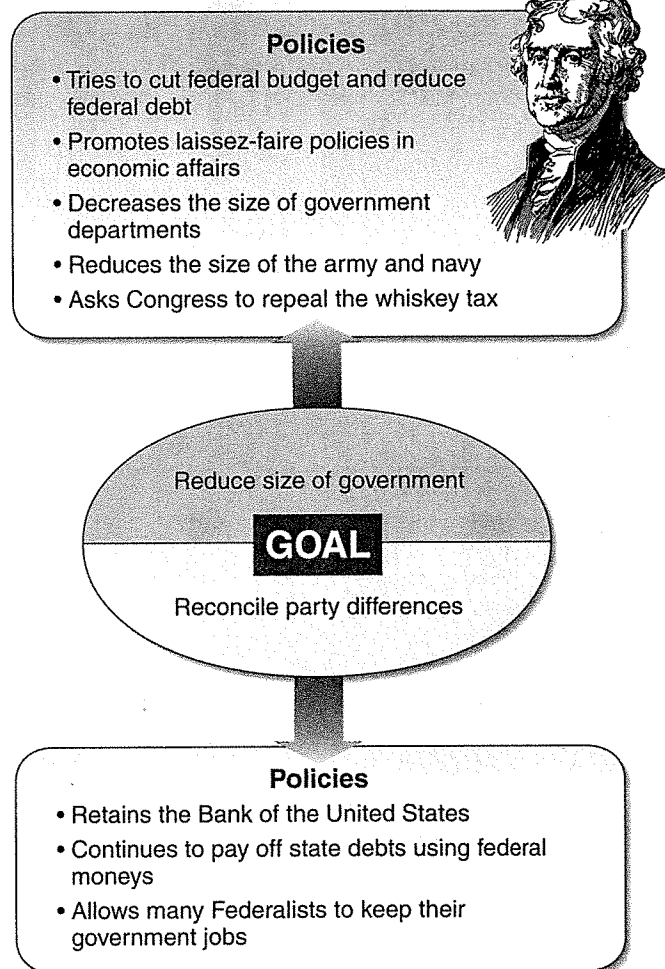 Policies
• Tries to cut federal budget and reduce
federal debt
• Promotes laissez-faire policies in
economic affairs
• Decreases the size of government
departments
• Reduces the size of the army and navy
• Asks Congress to repeal the whiskey tax
Reduce size of government
GOAL
Reconcile party differences
Policies
• Retains the Bank of the United States
• Continues to pay off state debts using federal
moneys
• Allows many Federalists to keep their
government jobs